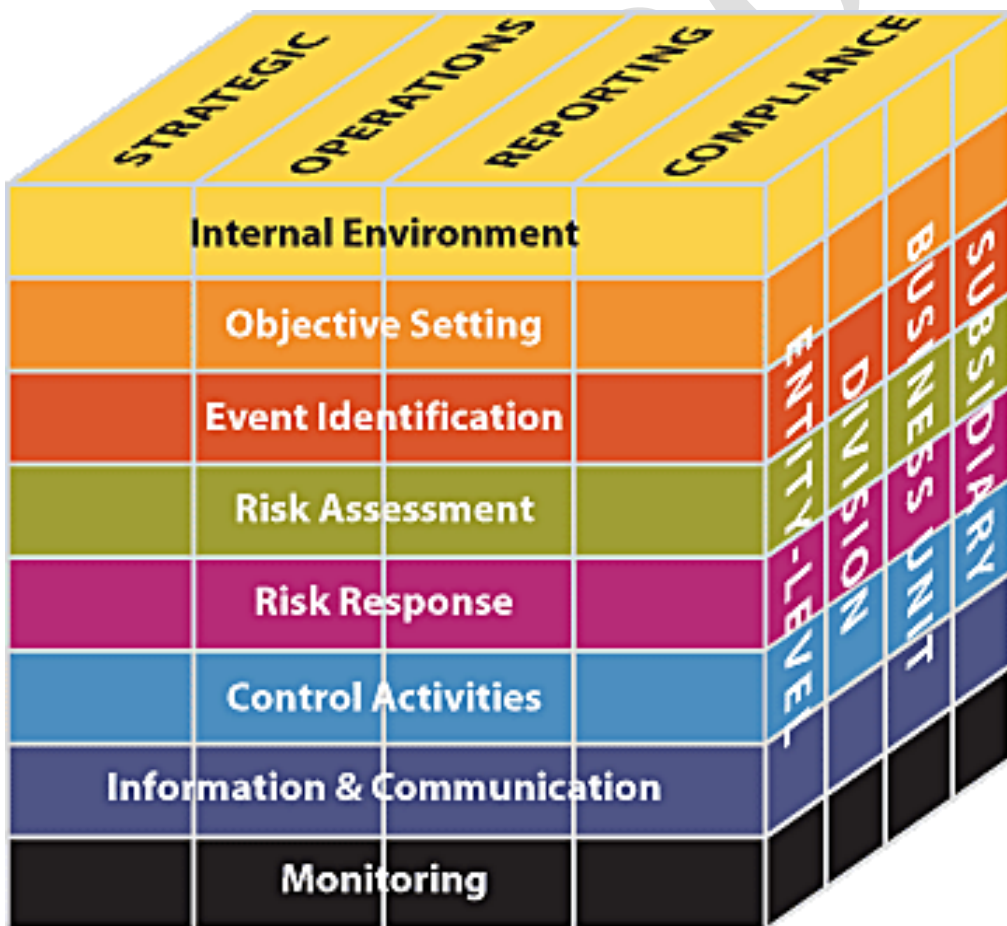 STRATEGIC
OPERATIONS
REPORTING
COMPLIANCE
Internal Environment
Objective Setting
Event Identification
Risk Assessment
Risk Response
Control Activities
Information & Communication
Monitoring
ENTITY-LEVEL
DIVISION
BUSINESS UNIT
SUBSIDIARY